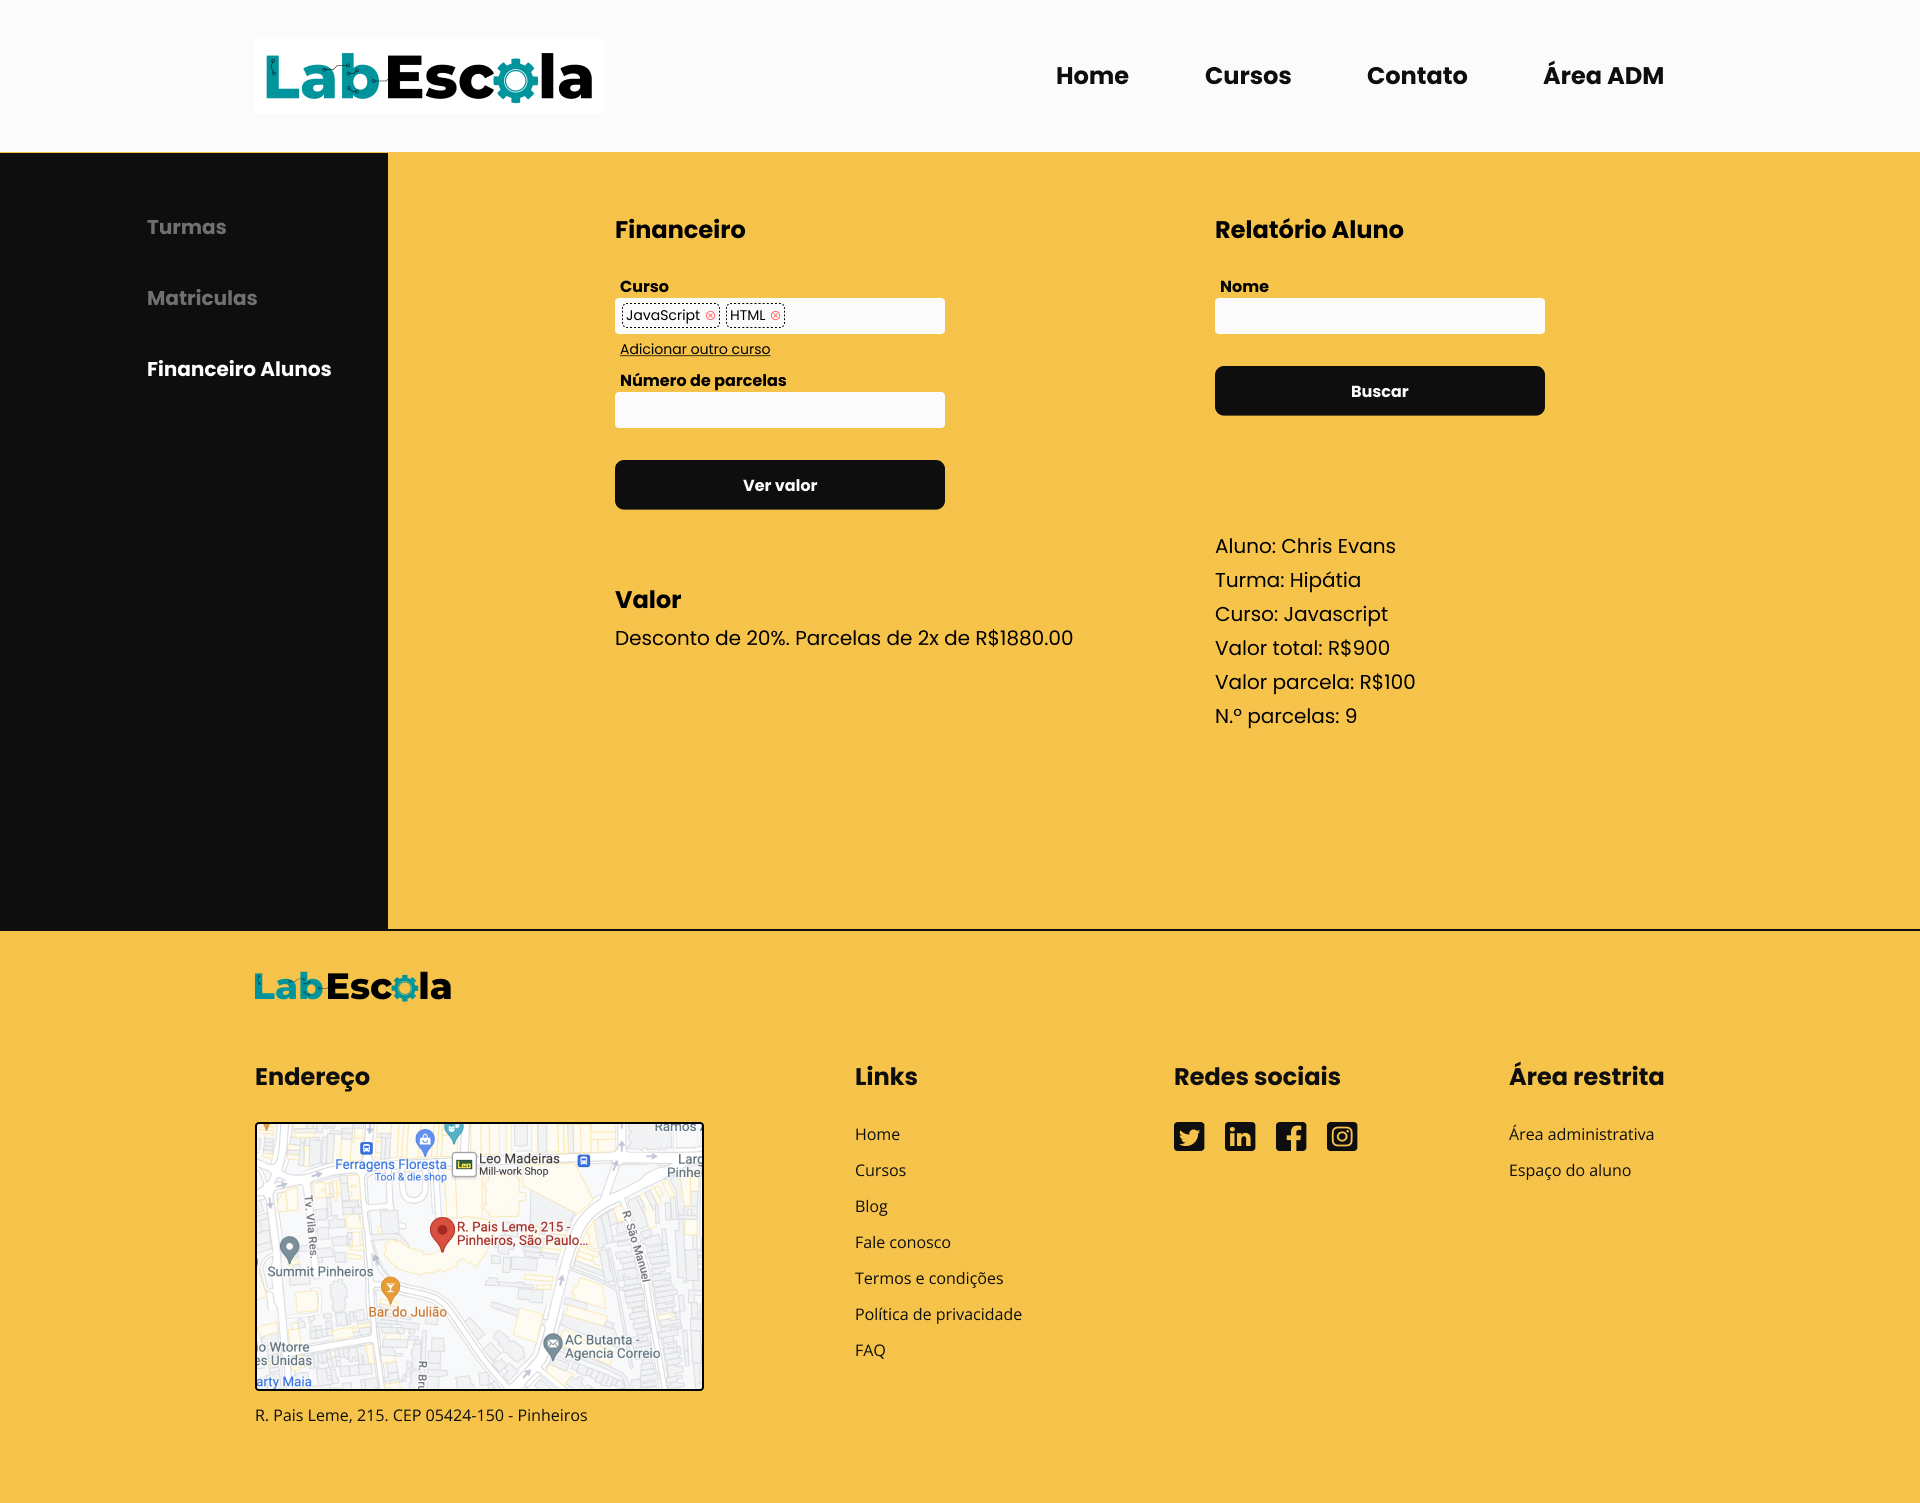 LabEscola
Home
Cursos
Contato
Área ADM
Turmas
Matriculas
Financeiro Alunos
Financeiro
Curso
JavaScript
HTML
Adicionar outro curso
Número de parcelas
Ver valor
Valor
Desconto de 20%. Parcelas de 2x de R$1880.00
Relatório Aluno
Nome
Buscar
Aluno: Chris Evans
Turma: Hipátia
Curso: Javascript
Valor total: R$900
Valor parcela: R$100
N.º parcelas: 9
LabEscola
Endereço
Ramos
Ferragens Floresta
Tool & die shop
Leo
Leo Madeiras
Mill-work Shop
Larg
Pinhe
Tv. Vila Res.
R. Pais Leme, 215 -
Pinheiros, São Paulo...
R. São Manuel
Summit Pinheiros
Bar do Julião
io Wtorre
es Unidas
arty Maia
R. Bru
AC Butanta -
Agencia Correio
R. Pais Leme, 215. CEP 05424-150 - Pinheiros
Links
Home
Cursos
Blog
Fale conosco
Termos e condições
Política de privacidade
FAQ
Redes sociais
in
Área restrita
Área administrativa
Espaço do aluno